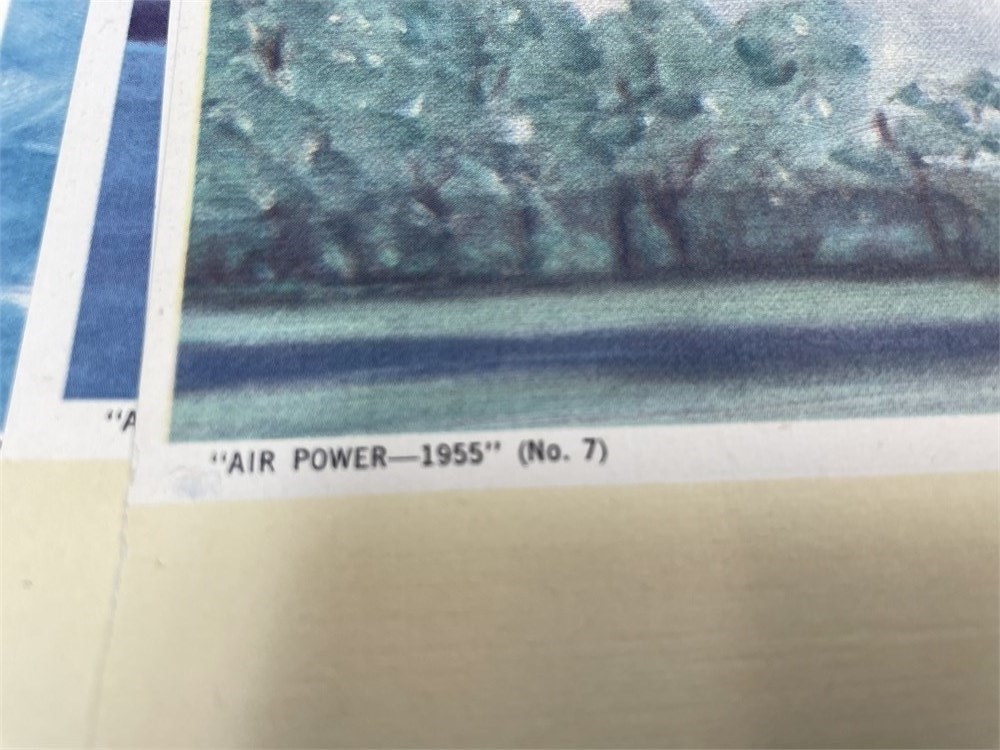 "A
"AIR POWER—1955" (No. 7)